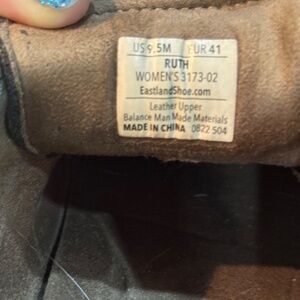 US 9.5M EUR 41
RUTH
WOMEN'S 3173-02
EastlandShoe.com
Leather Upper
Balance Man Made Materials
MADE IN CHINA 0822 504